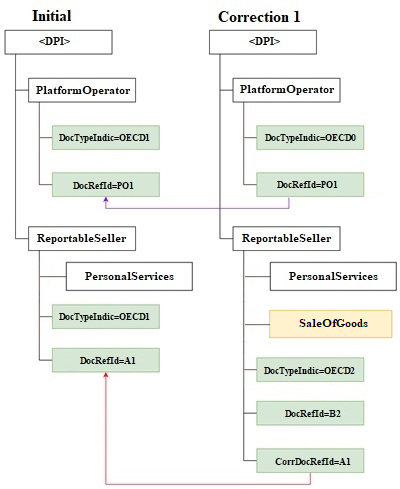 Initial
<DPI>
PlatformOperator
DocTypeIndic=OECD1
DocRefId=PO1
ReportableSeller
PersonalServices
DocTypeIndic=OECD1
DocRefId=A1
Correction 1
<DPI>
PlatformOperator
DocTypeIndic=OECD0
DocRefId=PO1
ReportableSeller
PersonalServices
SaleOfGoods
DocTypeIndic=OECD2
DocRefId=B2
CorrDocRefId=A1